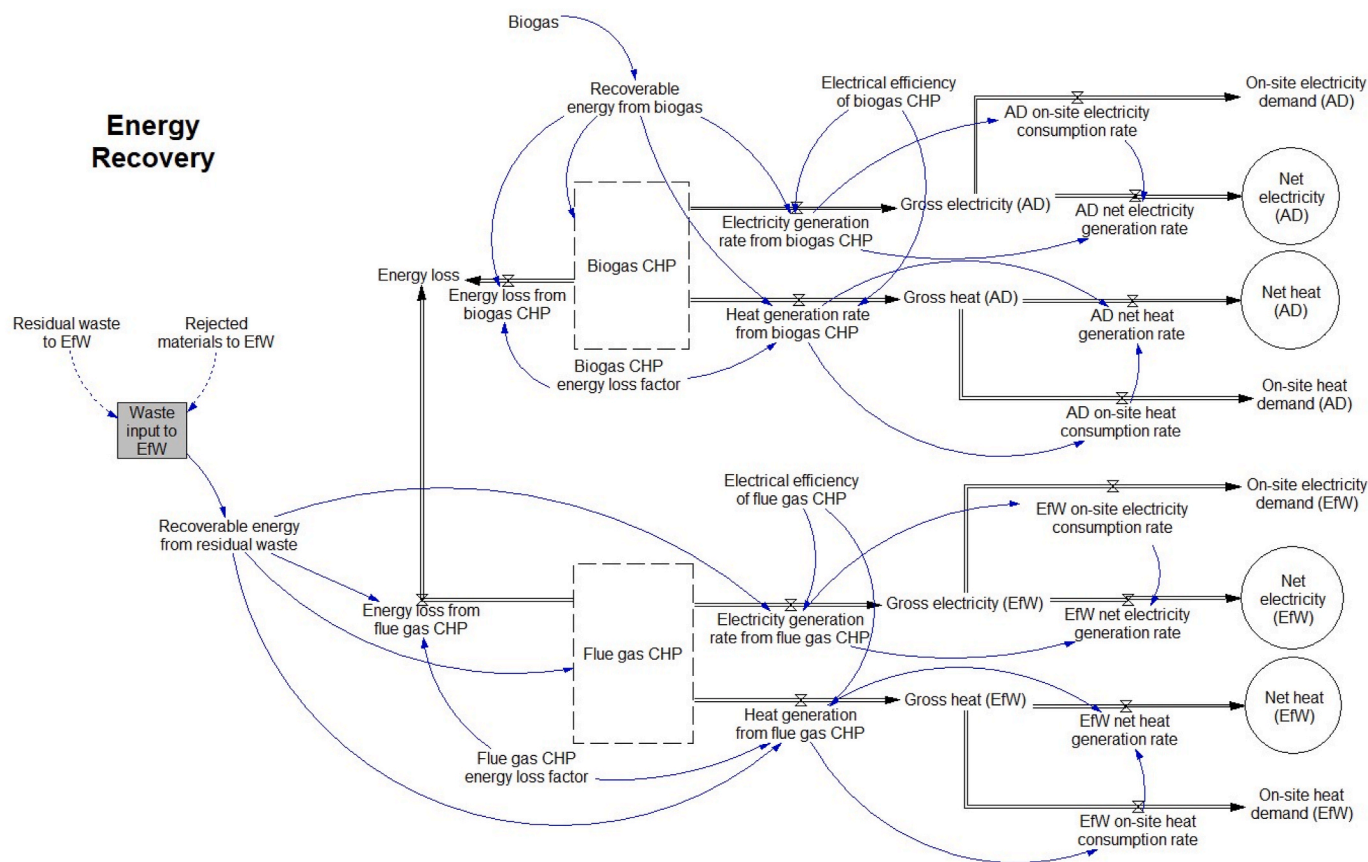 Biogas
Recoverable
energy from biogas
Electrical efficiency
of biogas CHP
On-site electricity
demand (AD)
AD on-site electricity
consumption rate
Energy
Recovery
Net
electricity
(AD)
Gross electricity (AD)
Electricity generation
rate from biogas CHP
AD net electricity
generation rate
Biogas CHP
Energy loss
Energy loss from
biogas CHP
Gross heat (AD)
Heat generation rate
from biogas CHP
AD net heat
generation rate
Net heat
(AD)
Residual waste
to EfW
Rejected
materials to EfW
Biogas CHP
energy loss factor
On-site heat
demand (AD)
AD on-site heat
consumption rate
Waste
input to
EfW
Electrical efficiency
of flue gas CHP
On-site electricity
demand (EfW)
EfW on-site electricity
consumption rate
Recoverable energy
from residual waste
Net
electricity
(EfW)
Energy loss from
flue gas CHP
Gross electricity (EfW)
Electricity generation
rate from flue gas CHP
EfW net electricity
generation rate
Flue gas CHP
Gross heat (EfW)
Heat generation
from flue gas CHP
EfW net heat
generation rate
Net heat
(EfW)
Flue gas CHP
energy loss factor
On-site heat
demand (EfW)
EfW on-site heat
consumption rate